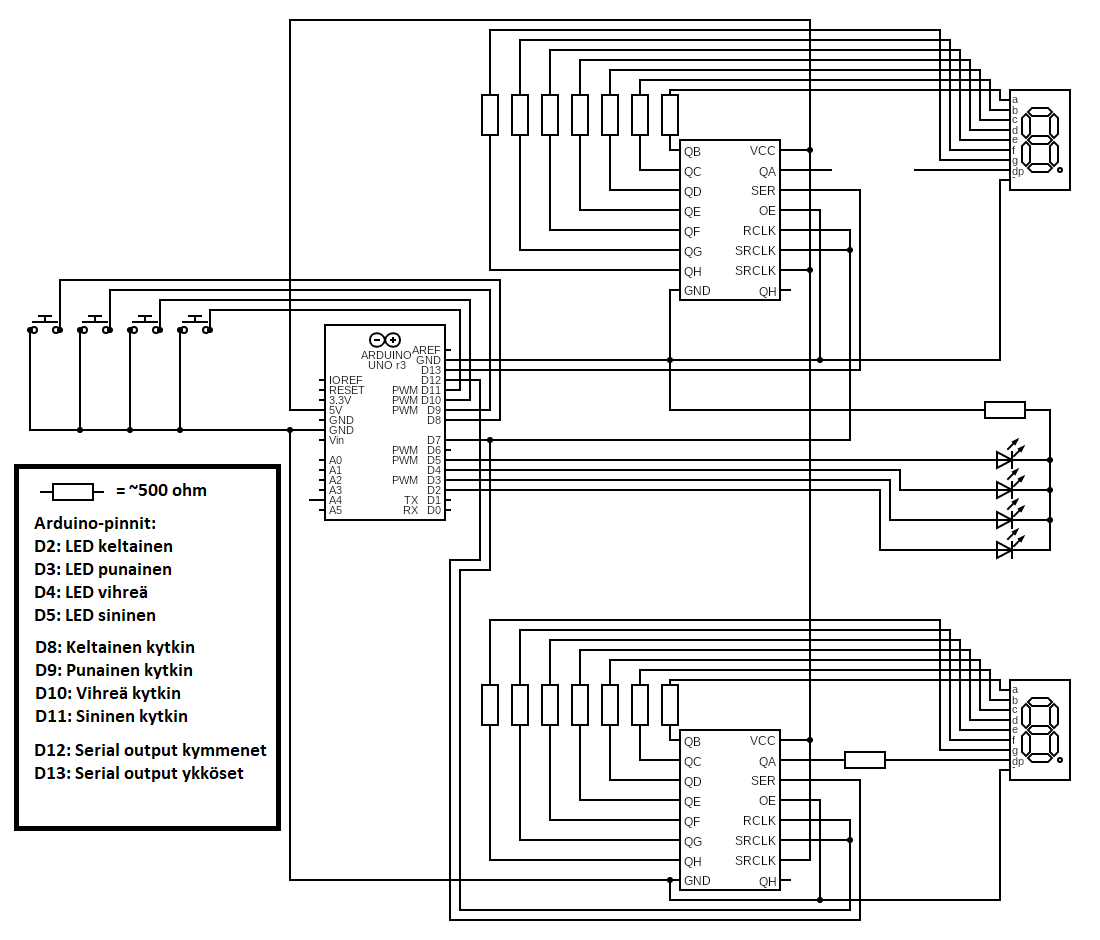 a
b
c
d
e
f
g
dp
-
QB VCC
QC QA
QD SER
QE OE
QF RCLK
QG SRCLK
QH SRCLK
GND QH
ARDUINO
UNO r3
AREF
GND
D13
IOREF D12
RESET PWM D11
3.3V PWM D10
5V PWM D9
GND D8
GND
Vin D7
PWM D6
A0 PWM D5
A1 D4
A2 PWM D3
A3 D2
A4 TX D1
A5 RX D0
= ~500 ohm
Arduino-pinnit:
D2: LED keltainen
D3: LED punainen
D4: LED vihreä
D5: LED sininen
D8: Keltainen kytkin
D9: Punainen kytkin
D10: Vihreä kytkin
D11: Sininen kytkin
D12: Serial output kymmenet
D13: Serial output ykköset
a
b
c
d
e
f
g
dp
-
QB VCC
QC QA
QD SER
QE OE
QF RCLK
QG SRCLK
QH SRCLK
GND QH